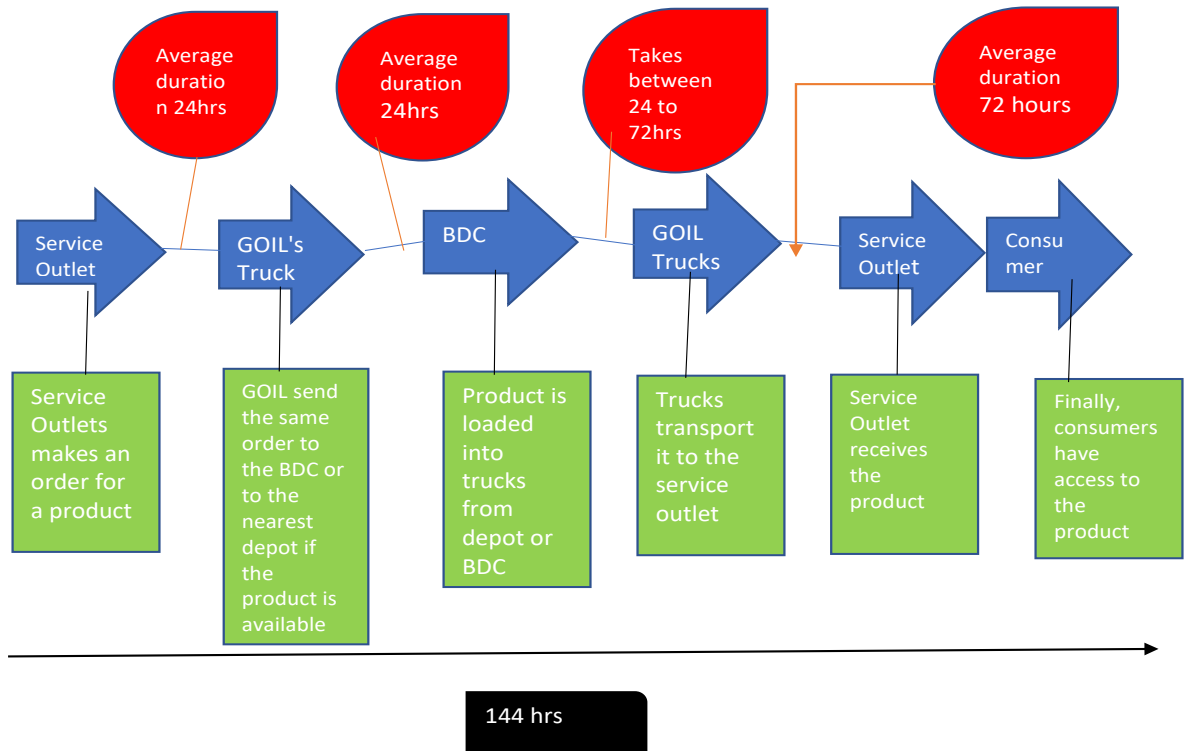 Average
duratio
n 24hrs
Average
duration
24hrs
Takes
between
24 to
72hrs
Average
duration
72 hours
Service
Outlet
GOIL's
Truck
BDC
GOIL
Trucks
Service
Outlet
Consu
mer
Service
Outlets
makes an
order for
a product
GOIL send
the same
order to
the BDC or
to the
nearest
depot if
the
product is
available
Product is
loaded
into
trucks
from
depot or
BDC
Trucks
transport
it to the
service
outlet
Service
Outlet
receives
the
product
Finally,
consumers
have
access to
the
product
144 hrs